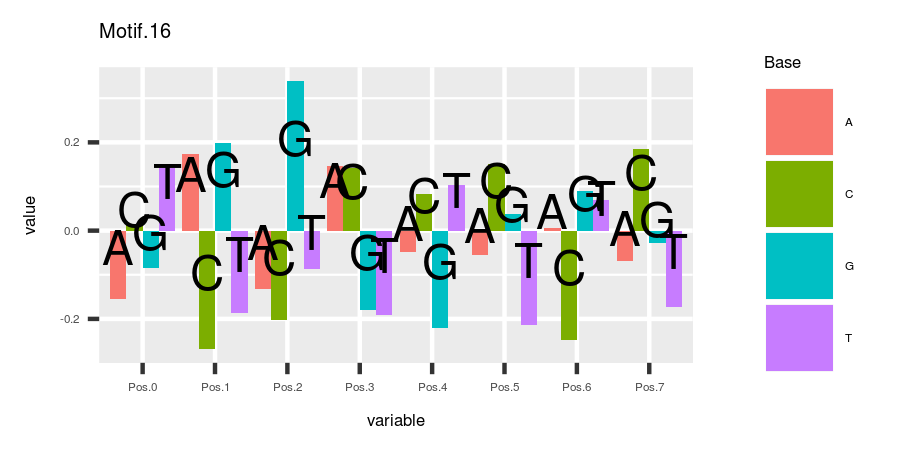 Motif.16
Base
A
C
G
T
value
0.2
0.0
-0.2
A C G T A C G T A C G T A C G T A C G T A C G T A C G T A C G T
Pos.0 Pos.1 Pos.2 Pos.3 Pos.4 Pos.5 Pos.6 Pos.7
variable